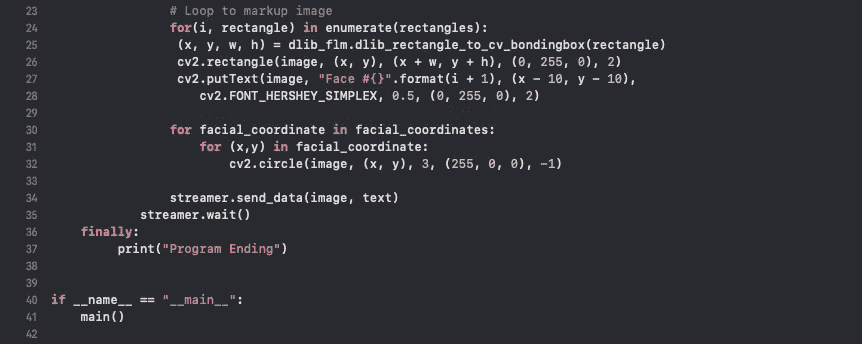 23 # Loop to markup image
24 for(i, rectangle) in enumerate(rectangles):
25 (x, y, w, h) = dlib_flm.dlib_rectangle_to_cv_bondingbox(rectangle)
26 cv2.rectangle(image, (x, y), (x + w, y + h), (0, 255, 0), 2)
27 cv2.putText(image, "Face #{}".format(i + 1), (x - 10, y - 10),
28 cv2.FONT_HERSHEY_SIMPLEX, 0.5, (0, 255, 0), 2)
29
30 for facial_coordinate in facial_coordinates:
31 for (x,y) in facial_coordinate:
32 cv2.circle(image, (x, y), 3, (255, 0, 0), -1)
33
34 streamer.send_data(image, text)
35 streamer.wait()
36 finally:
37 print("Program Ending")
38
39
40 if __name__ == "__main__":
41 main()
42